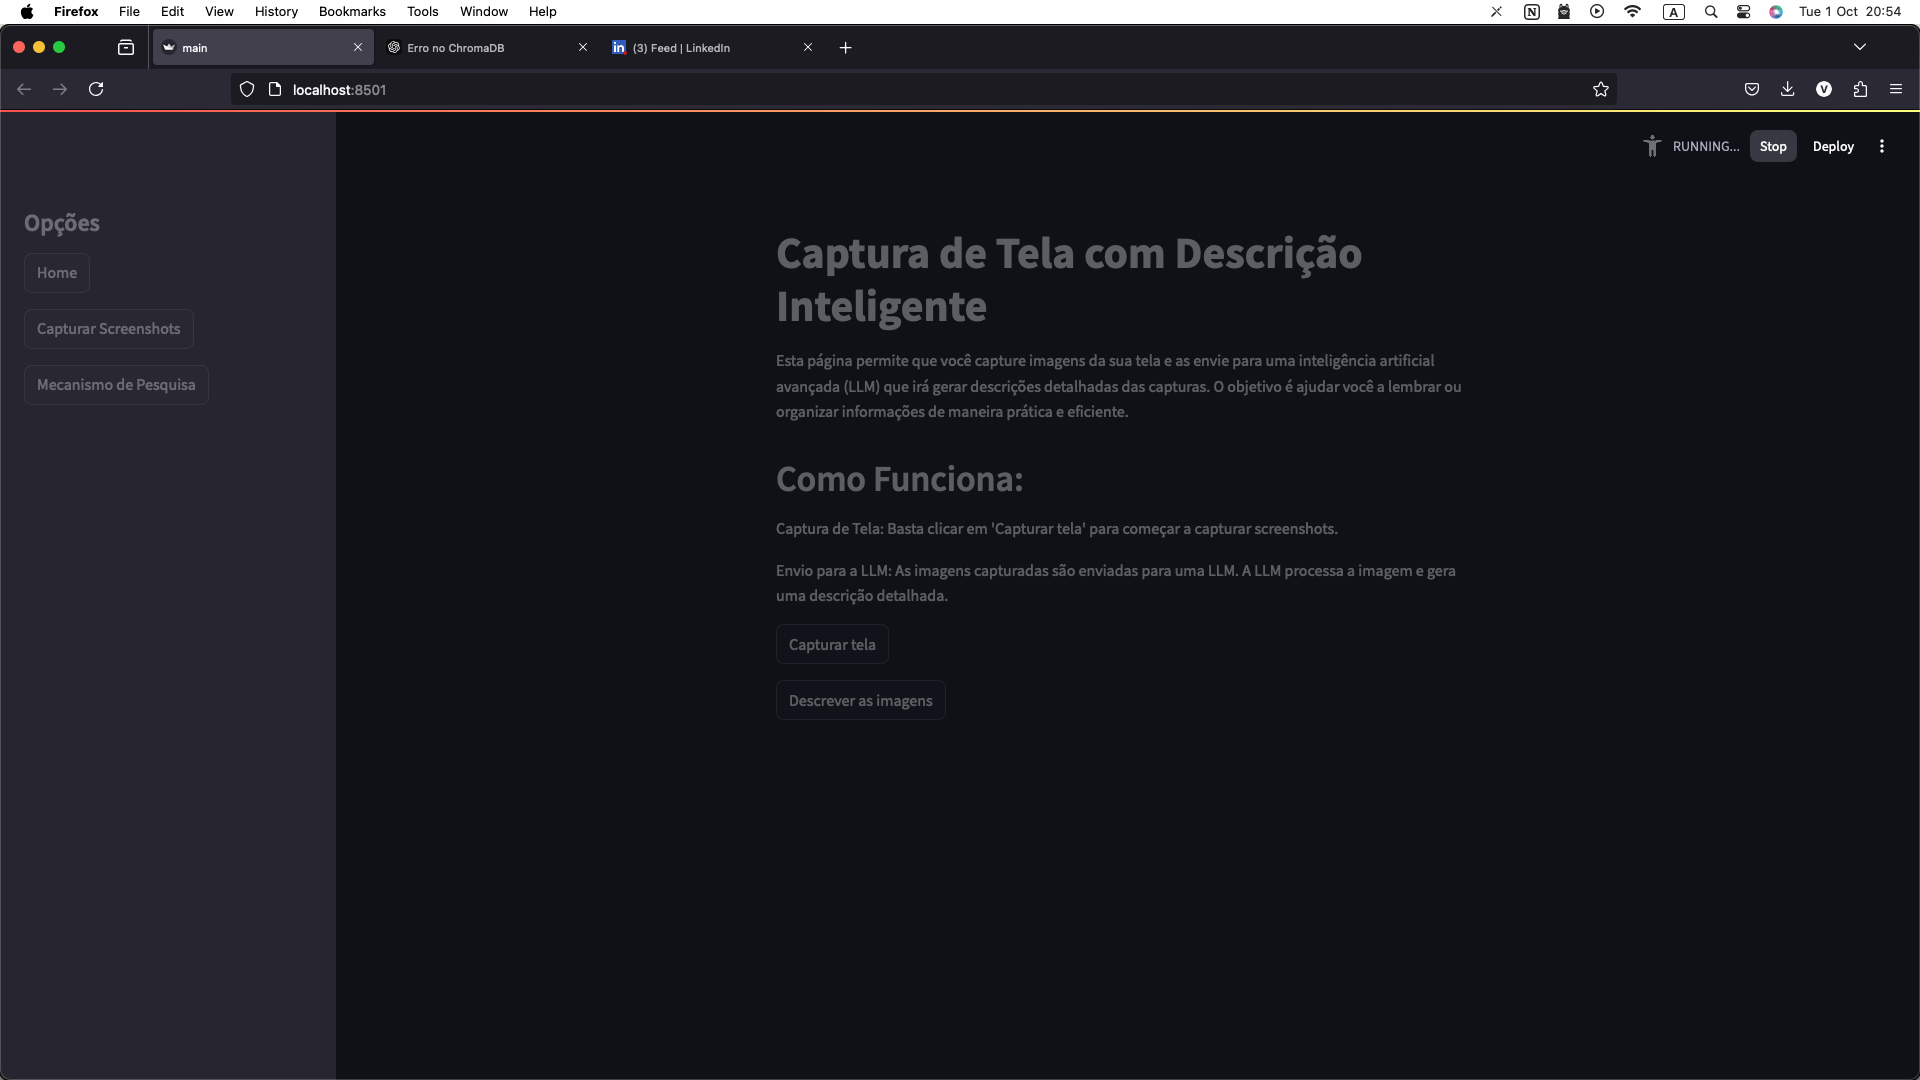 Firefox File Edit View History Bookmarks Tools Window Help A Tue 1 Oct 20:54
main Erro no ChromaDB in (3) Feed | LinkedIn
localhost:8501 V
RUNNING... Stop Deploy
Opções
Home
Capturar Screenshots
Mecanismo de Pesquisa
Captura de Tela com Descrição
Inteligente
Esta página permite que você capture imagens da sua tela e as envie para uma inteligência artificial
avançada (LLM) que irá gerar descrições detalhadas das capturas. O objetivo é ajudar você a lembrar ou
organizar informações de maneira prática e eficiente.
Como Funciona:
Captura de Tela: Basta clicar em 'Capturar tela' para começar a capturar screenshots.
Envio para a LLM: As imagens capturadas são enviadas para uma LLM. A LLM processa a imagem e gera
uma descrição detalhada.
Capturar tela
Descrever as imagens